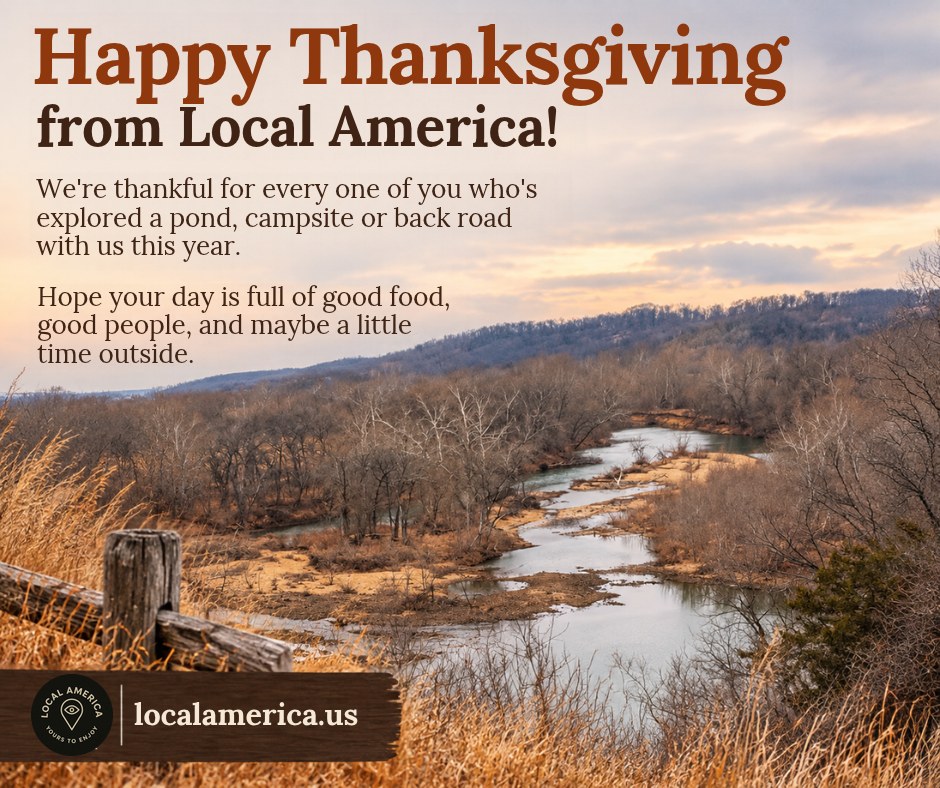 Happy Thanksgiving
from Local America!
We're thankful for every one of you who's
explored a pond, campsite or back road
with us this year.
Hope your day is full of good food,
good people, and maybe a little
time outside.
LOCAL AMERICA
YOURS TO ENJOY
localamerica.us